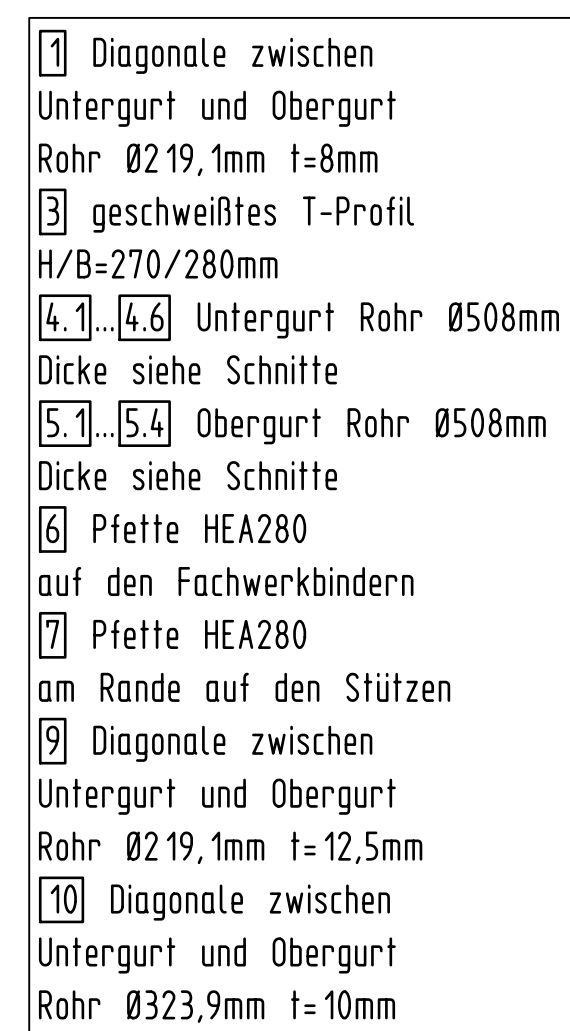 1 Diagonale zwischen
Untergurt und Obergurt
Rohr Ø219,1mm t=8mm
3 geschweißtes T-Profil
H/B=270/280mm
4.1...4.6 Untergurt Rohr Ø508mm
Dicke siehe Schnitte
5.1...5.4 Obergurt Rohr Ø508mm
Dicke siehe Schnitte
6 Pfette HEA280
auf den Fachwerkbindern
7 Pfette HEA280
am Rande auf den Stützen
9 Diagonale zwischen
Untergurt und Obergurt
Rohr Ø219,1mm t=12,5mm
10 Diagonale zwischen
Untergurt und Obergurt
Rohr Ø323,9mm t=10mm